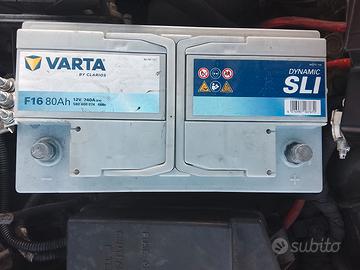 VARTA
BY CLARIOS
F16 80Ah
12V 740A
DYNAMIC
SLI
subito